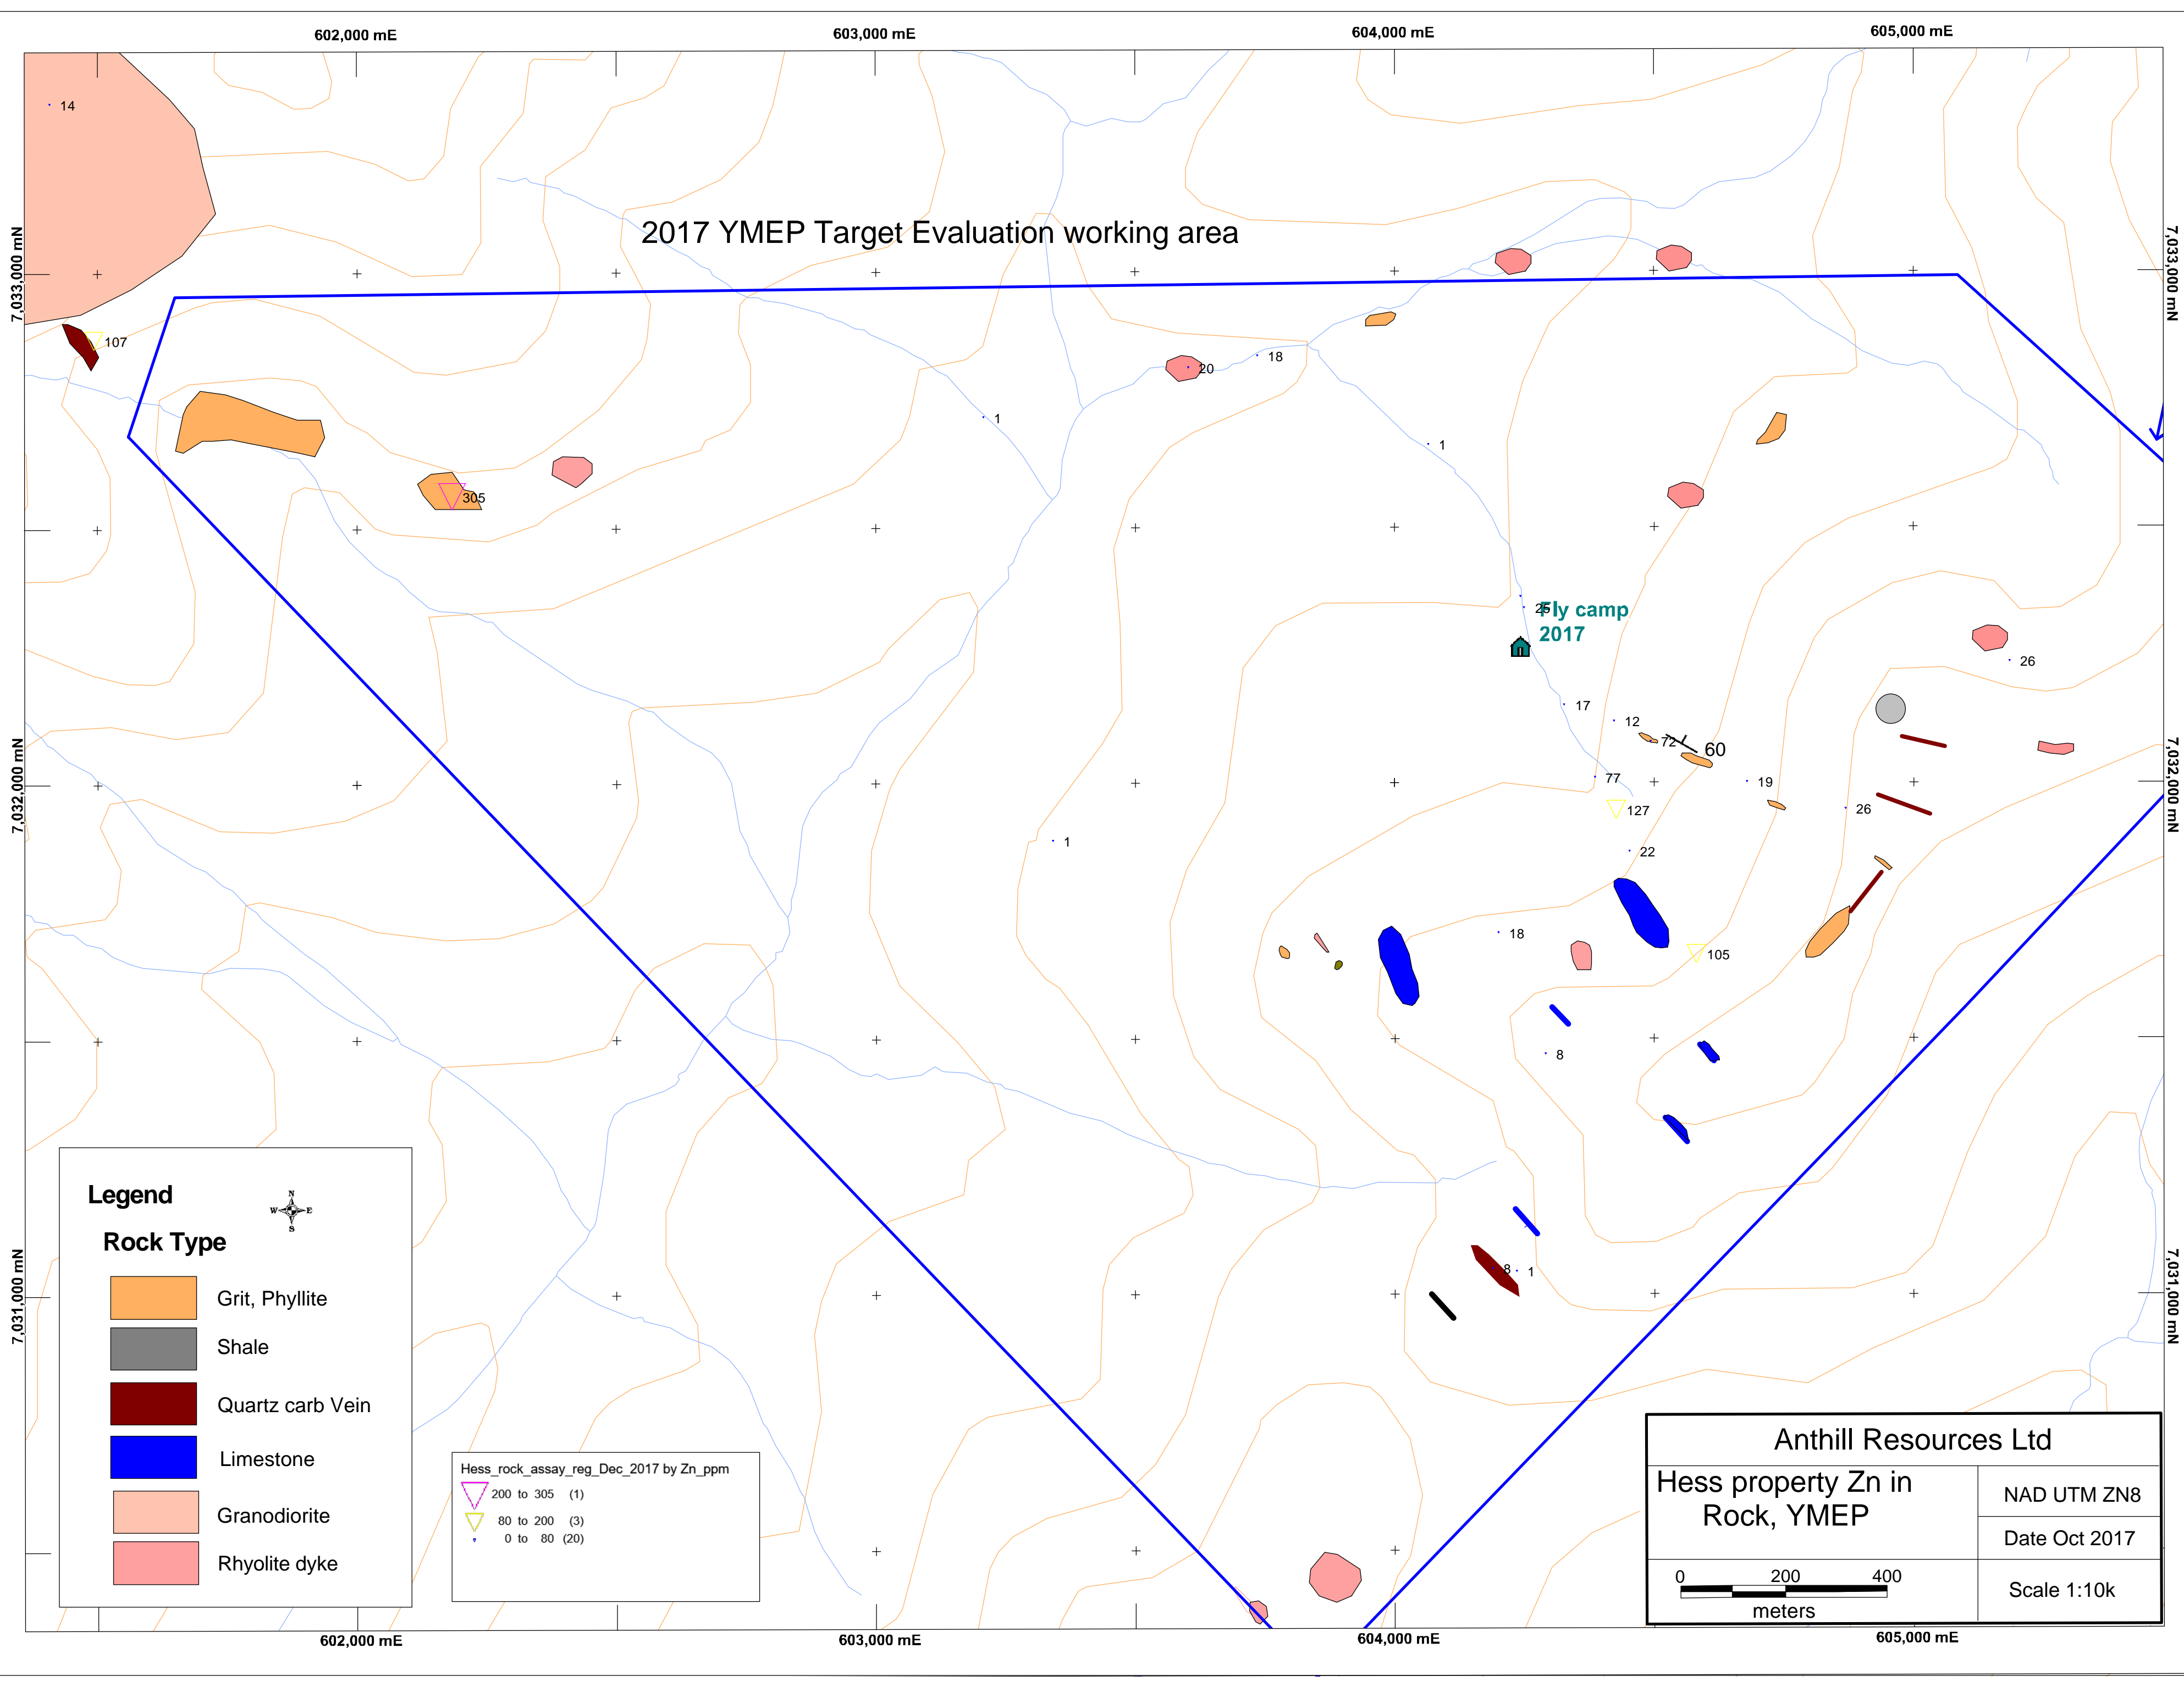 602,000 mE
603,000 mE
604,000 mE
605,000 mE
14
2017 YMEP Target Evaluation working area
7,033,000 mN
7,033,000 mN
107
18
20
1
1
305
Fly camp
2017
26
17
12
72
60
77
19
127
26
22
1
18
105
8
7,032,000 mN
7,032,000 mN
8
1
7,031,000 mN
7,031,000 mN
Legend
N
W
E
S
Rock Type
Grit, Phyllite
Shale
Quartz carb Vein
Limestone
Granodiorite
Rhyolite dyke
Hess_rock_assay_reg_Dec_2017 by Zn_ppm
200 to 305 (1)
80 to 200 (3)
0 to 80 (20)
Anthill Resources Ltd
Hess property Zn in
Rock, YMEP
NAD UTM ZN8
Date Oct 2017
Scale 1:10k
0 200 400
meters
602,000 mE
603,000 mE
604,000 mE
605,000 mE